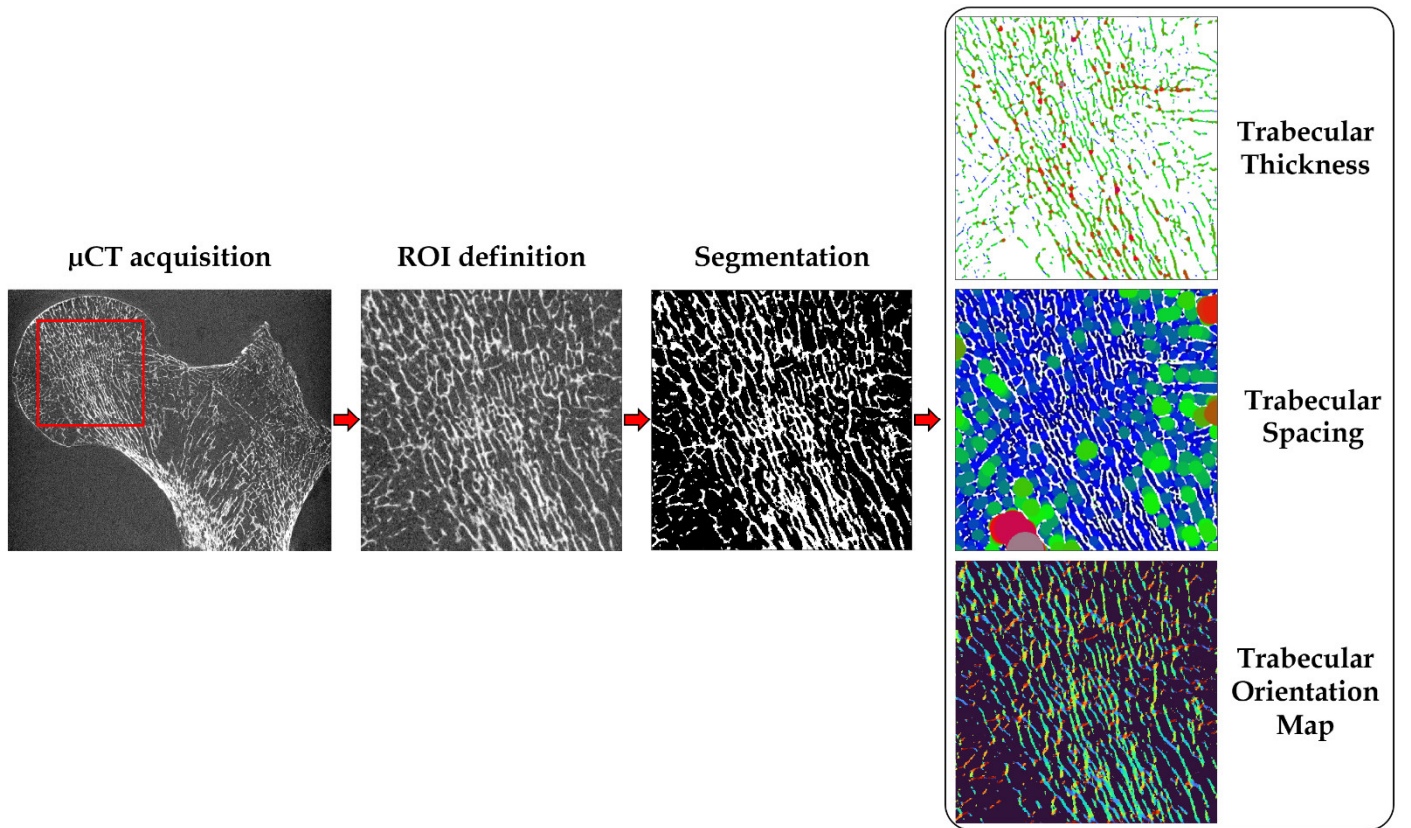 μCT acquisition
ROI definition
Segmentation
Trabecular
Thickness
Trabecular
Spacing
Trabecular
Orientation
Map